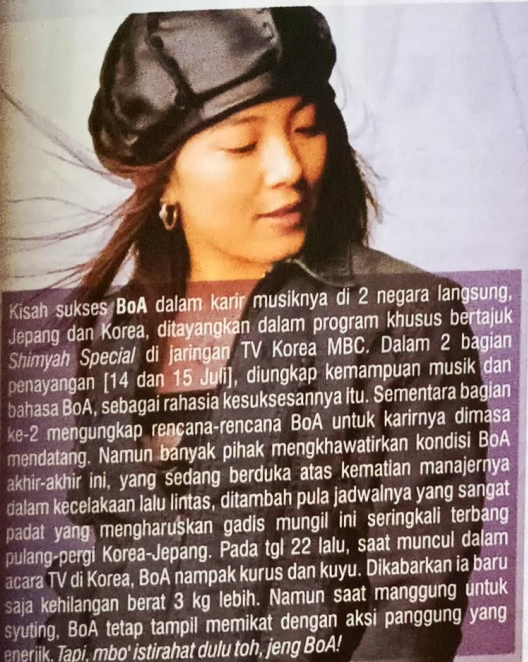 Kisah sukses BoA dalam karir musiknya di 2 negara langsung,
Jepang dan Korea, ditayangkan dalam program khusus bertajuk
Shimyah Special di jaringan TV Korea MBC. Dalam 2 bagian
penayangan [14 dan 15 Juli], diungkap kemampuan musik dan
bahasa BoA, sebagai rahasia kesuksesannya itu. Sementara bagian
ke-2 mengungkap rencana-rencana BoA untuk karirnya dimasa
mendatang. Namun banyak pihak mengkhawatirkan kondisi BoA
akhir-akhir ini, yang sedang berduka atas kematian manajernya
dalam kecelakaan lalu lintas, ditambah pula jadwalnya yang sangat
padat yang mengharuskan gadis mungil ini seringkali terbang
pulang-pergi Korea-Jepang. Pada tgl 22 lalu, saat muncul dalam
acara TV di Korea, BoA nampak kurus dan kuyu. Dikabarkan ia baru
saja kehilangan berat 3 kg lebih. Namun saat manggung untuk
syuting, BoA tetap tampil memikat dengan aksi panggung yang
enerjik. Tapi, mbo' istirahat dulu toh, jeng BoA!